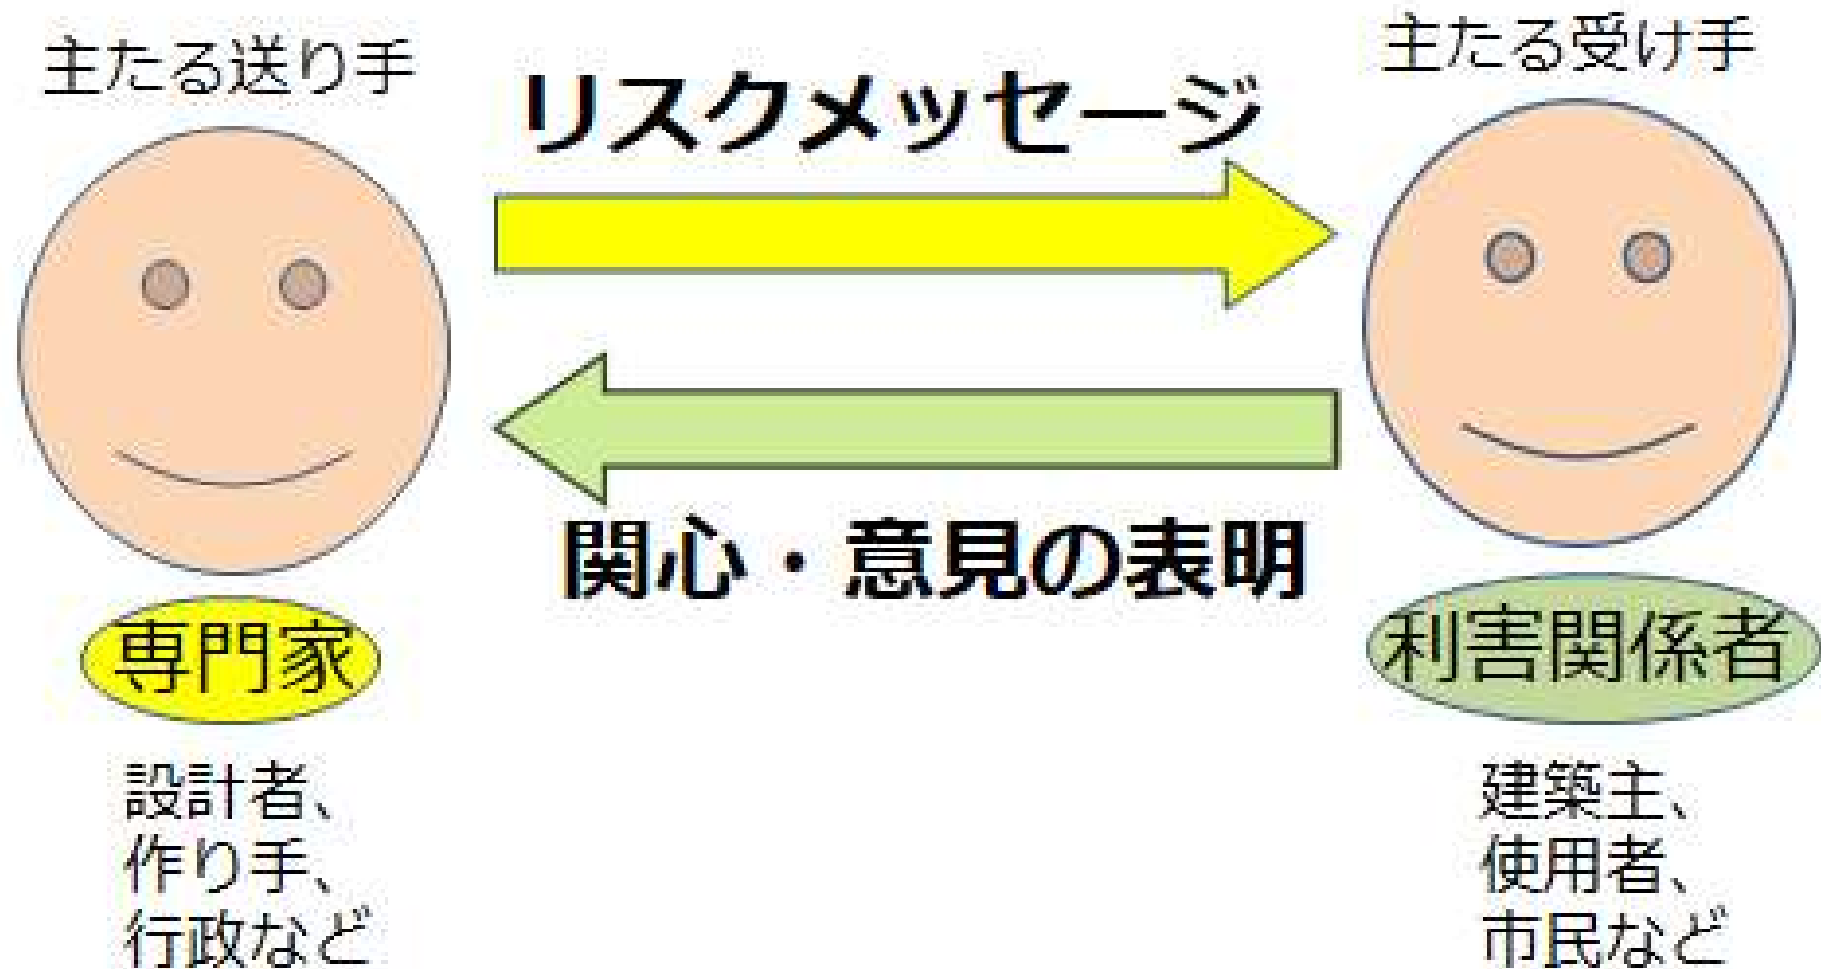 主たる送り手
主たる受け手
リスクメッセージ
関心・意見の表明
専門家
利害関係者
設計者、
作り手、
行政など
建築主、
使用者、
市民など